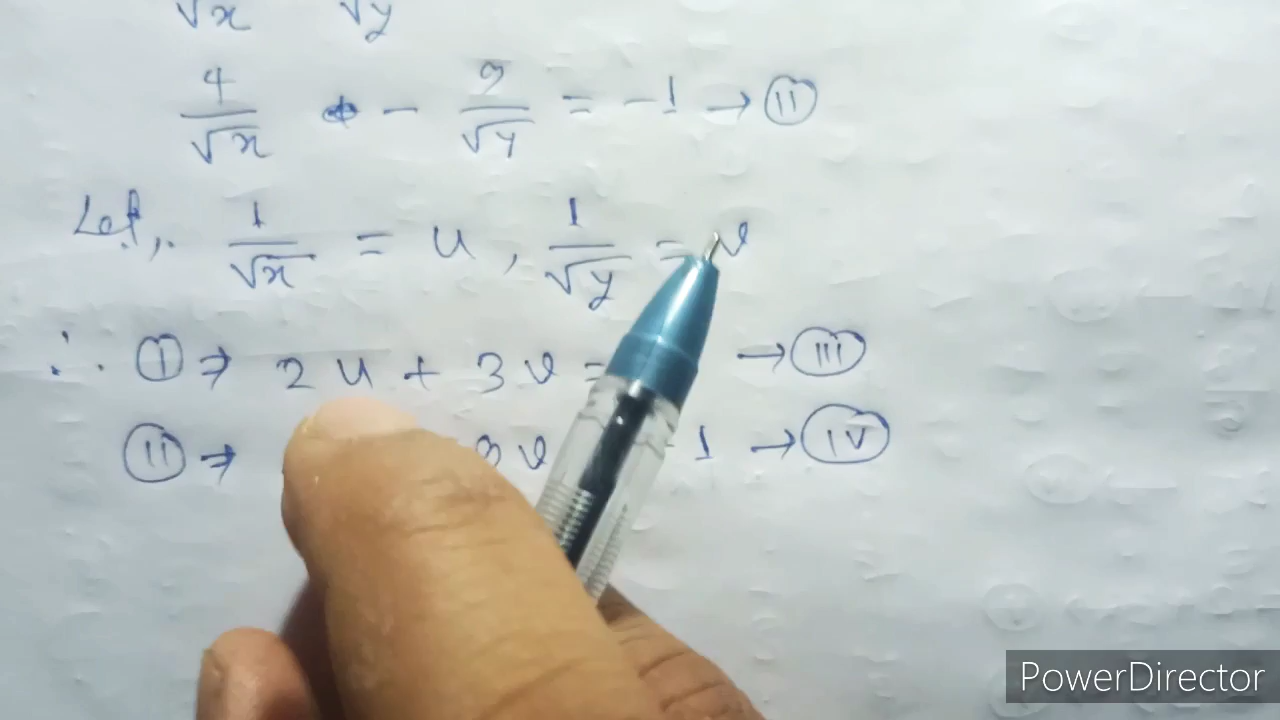 √x √y
4/√x - 9/√y = -1 → II
Let, 1/√x = u, 1/√y = v
∴ I ⇒ 2u + 3v = → III
II ⇒ 9v 1 → IV
PowerDirector